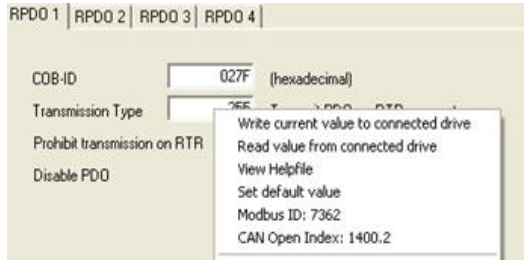 RPDO 1 RPDO 2 RPDO 3 RPDO 4
COB-ID 027F (hexadecimal)
Transmission Type 255
Write current value to connected drive
Prohibit transmission on RTR Read value from connected drive
View Helpfile
Disable PDO
Set default value
Modbus ID: 7362
CAN Open Index: 1400.2